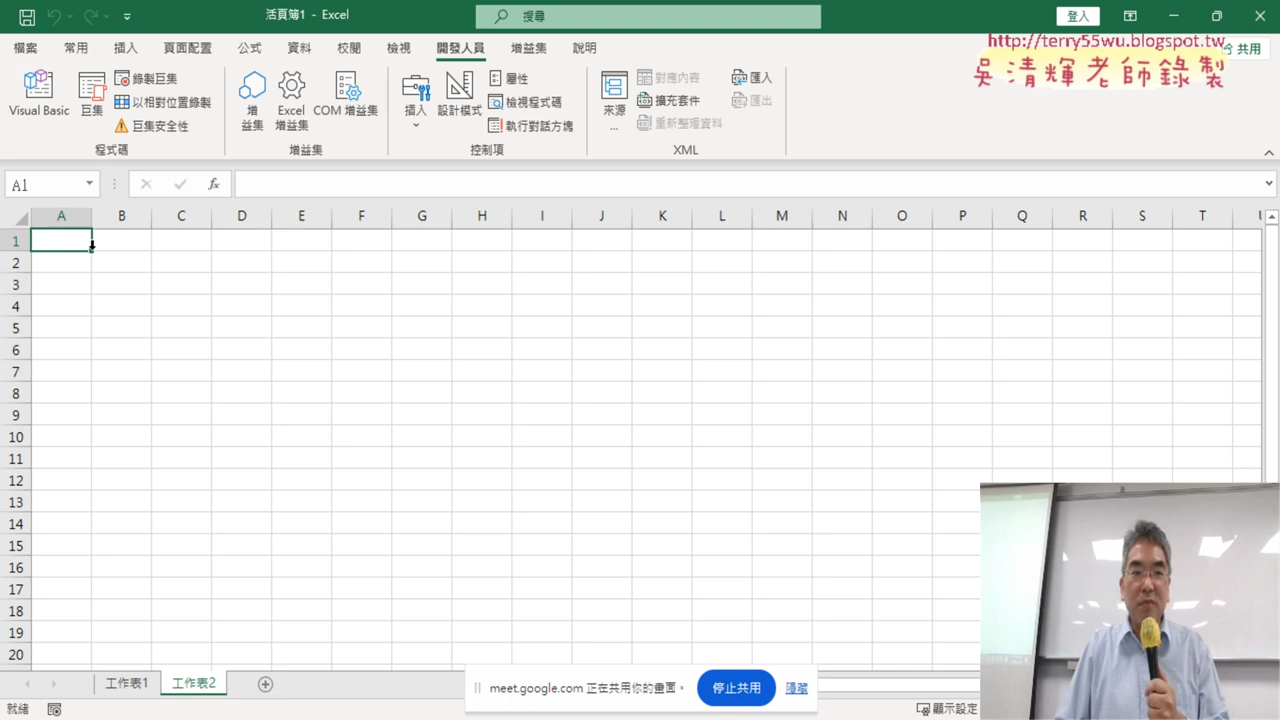 活頁簿1 - Excel
搜尋
登入
檔案 常用 插入 頁面配置 公式 資料 校閱 檢視 開發人員 增益集 說明
共用
http://terry55wu.blogspot.tw
吳清輝老師錄製
Visual Basic
巨集
錄製巨集
以相對位置錄製
巨集安全性
程式碼
增
益集
Excel
增益集
COM 增益集
增益集
插入
設計模式
屬性
檢視程式碼
執行對話方塊
控制項
來源
...
對應內容
擴充套件
重新整理資料
匯入
匯出
XML
A1
fx
A B C D E F G H I J K L M N O P Q R S T
1
2
3
4
5
6
7
8
9
10
11
12
13
14
15
16
17
18
19
20
工作表1 工作表2
meet.google.com 正在共用你的畫面。 停止共用 隱藏
就緒
顯示設定